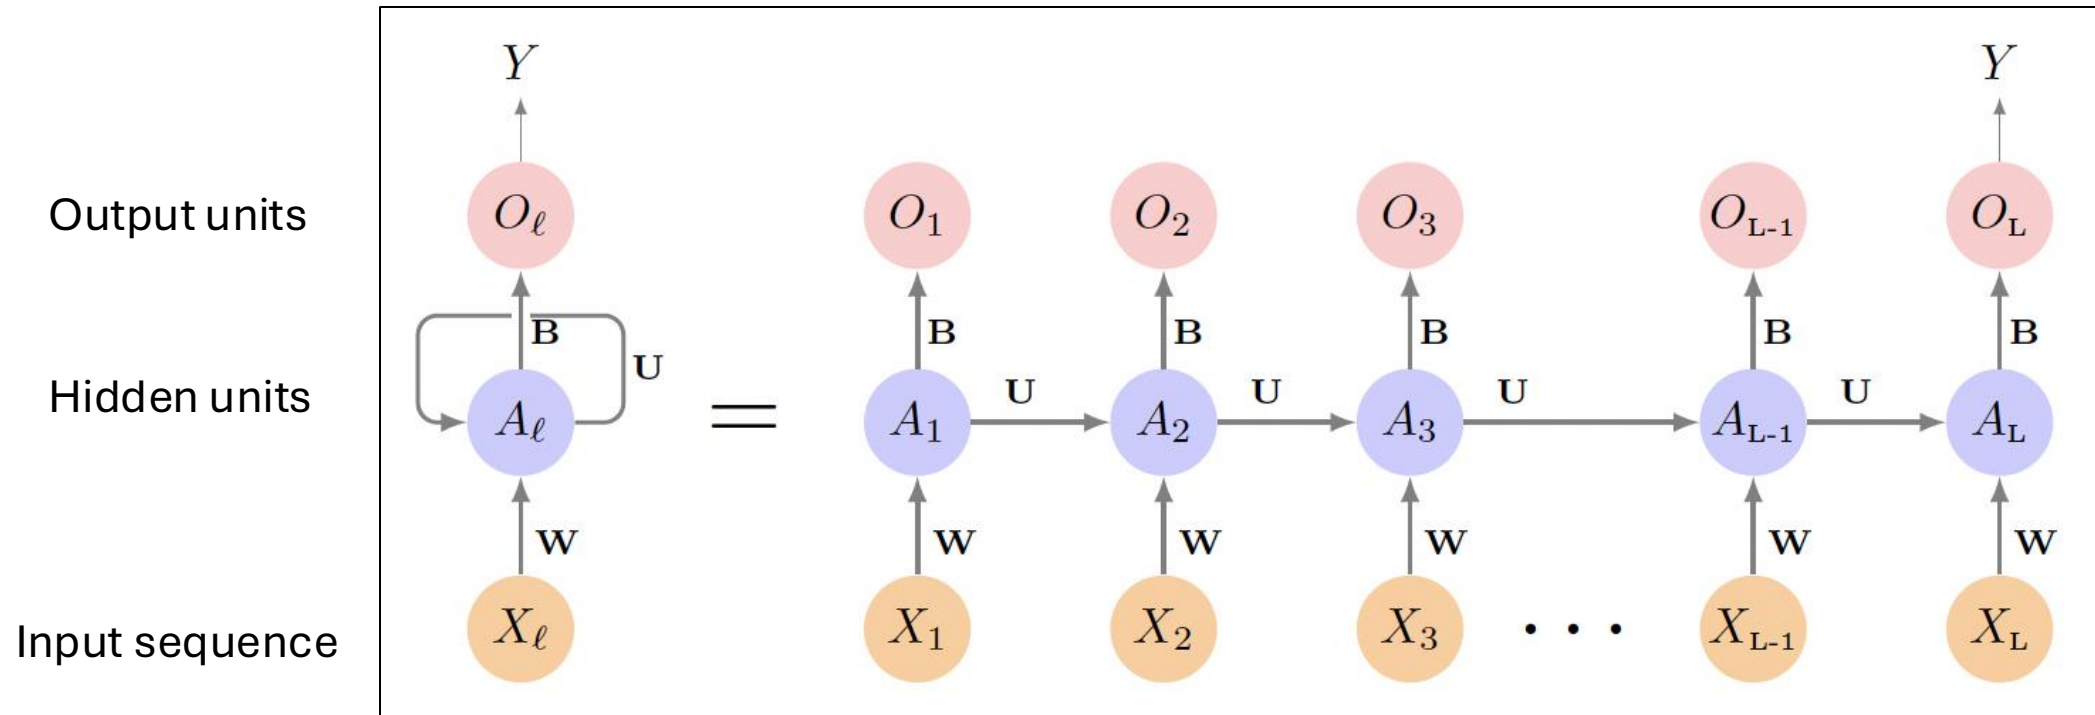 Y Y
Output units O_ℓ O_1 O_2 O_3 O_L-1 O_L
B B B B B B
U U U U U
Hidden units A_ℓ = A_1 A_2 A_3 A_L-1 A_L
W W W W W W
Input sequence X_ℓ X_1 X_2 X_3 · · · X_L-1 X_L